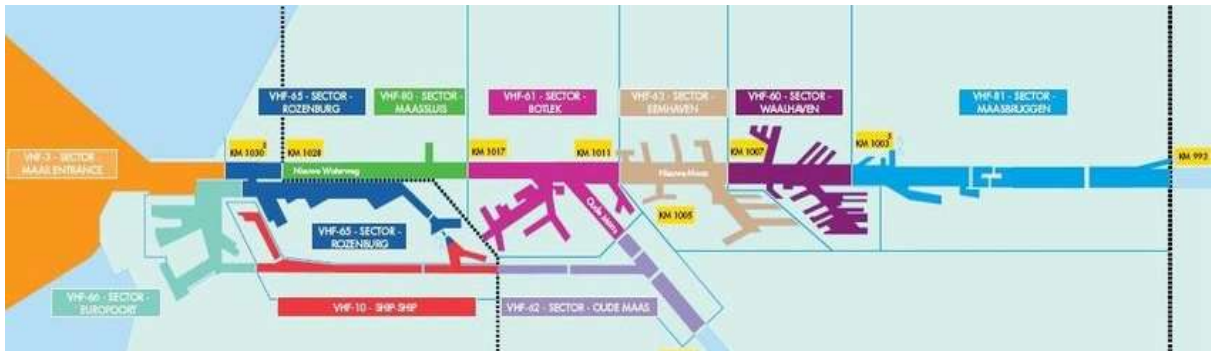 VHF-65 - SECTOR -
ROZENBURG
VHF-80 - SECTOR -
MAASSLUIS
VHF-61 - SECTOR -
BOTLEK
VHF-63 - SECTOR -
EEMHAVEN
VHF-60 - SECTOR -
WAALHAVEN
VHF-81 - SECTOR -
MAASBRUGGEN
VHF-3 - SECTOR -
MAAS ENTRANCE
KM 1030
KM 1028
KM 1017
KM 1011
KM 1007
KM 1003
KM 993
Nieuwe Waterweg
Nieuwe Maas
Oude Maas
KM 1005
VHF-65 - SECTOR -
ROZENBURG
VHF-66 - SECTOR -
EUROPOORT
VHF-10 - SHIP-SHIP
VHF-62 - SECTOR - OUDE MAAS